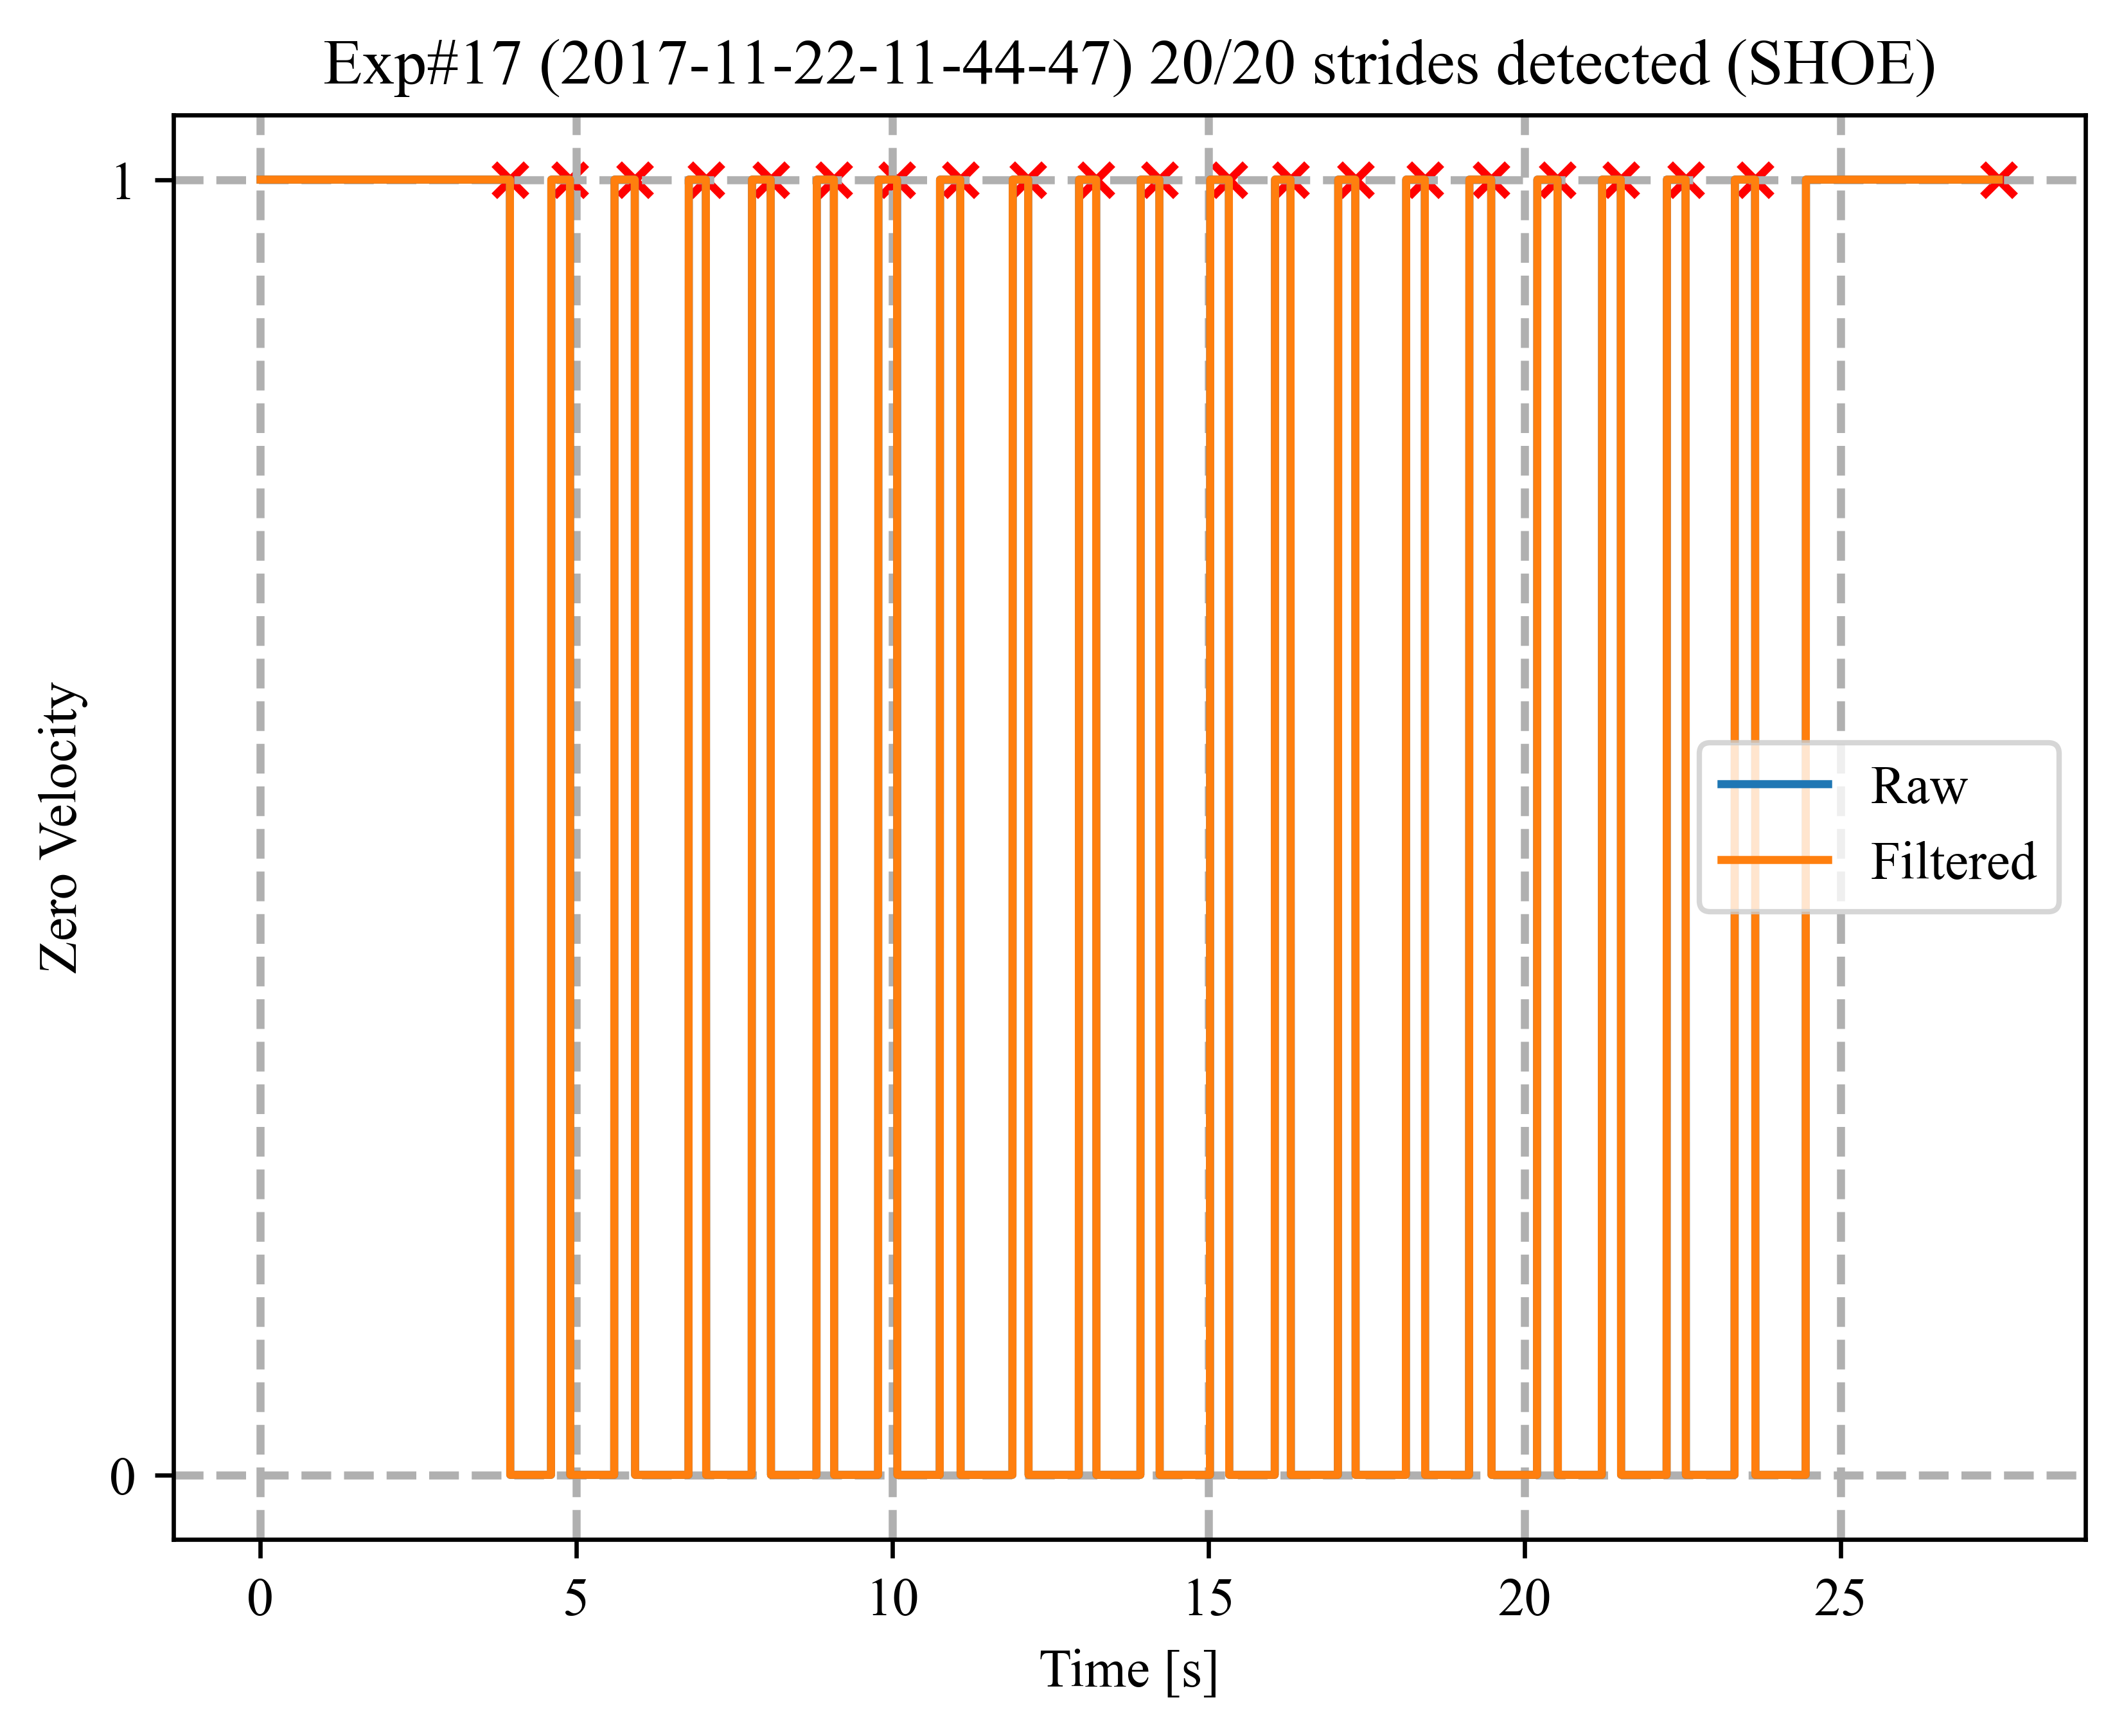 Exp#17 (2017-11-22-11-44-47) 20/20 strides detected (SHOE)
1
0
Zero Velocity
Raw
Filtered
0 5 10 15 20 25
Time [s]